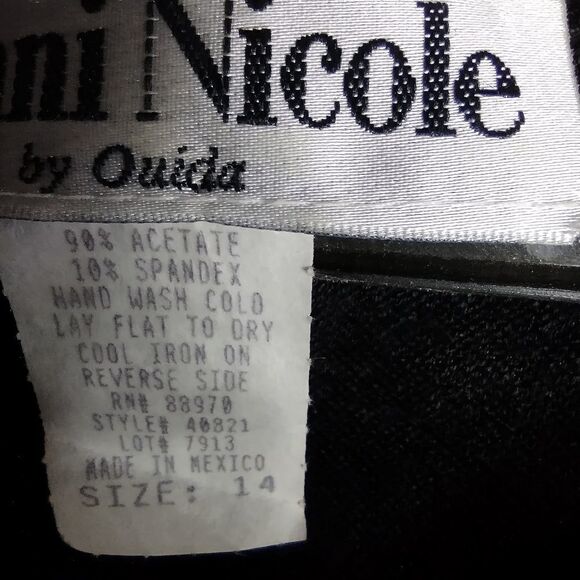 ni Nicole
by Ouida
90% ACETATE
10% SPANDEX
HAND WASH COLD
LAY FLAT TO DRY
COOL IRON ON
REVERSE SIDE
RN# 88970
STYLE# 40821
LOT# 7913
MADE IN MEXICO
SIZE: 14